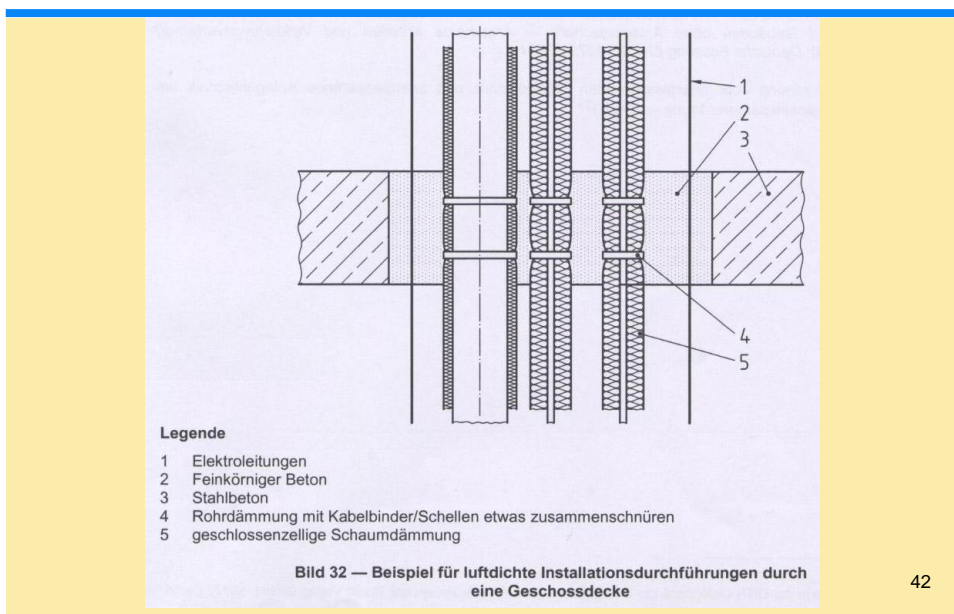 1
2
3
4
5
Legende
1 Elektroleitungen
2 Feinkörniger Beton
3 Stahlbeton
4 Rohrdämmung mit Kabelbinder/Schellen etwas zusammenschnüren
5 geschlossenzellige Schaumdämmung
Bild 32 — Beispiel für luftdichte Installationsdurchführungen durch
eine Geschossdecke
42